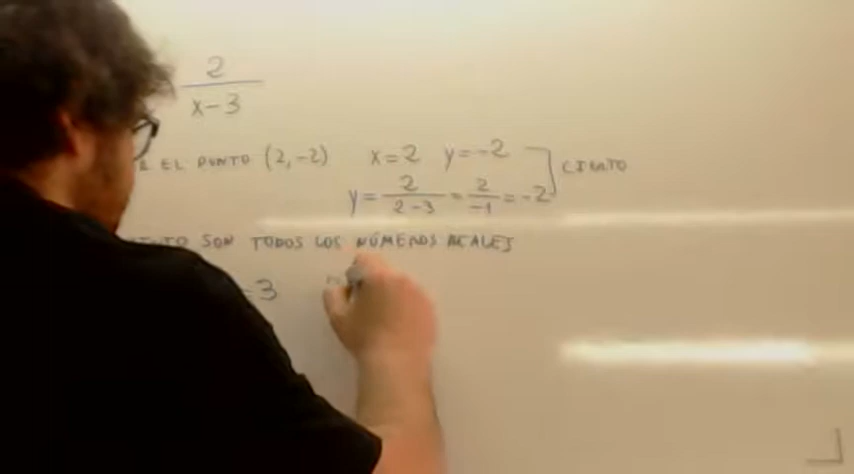 2
x-3
EL PUNTO (2,-2) x=2 y=-2 CIERTO
y= 2/2-3 = 2/-1 = -2
SON TODOS LOS NÚMEROS REALES
-3